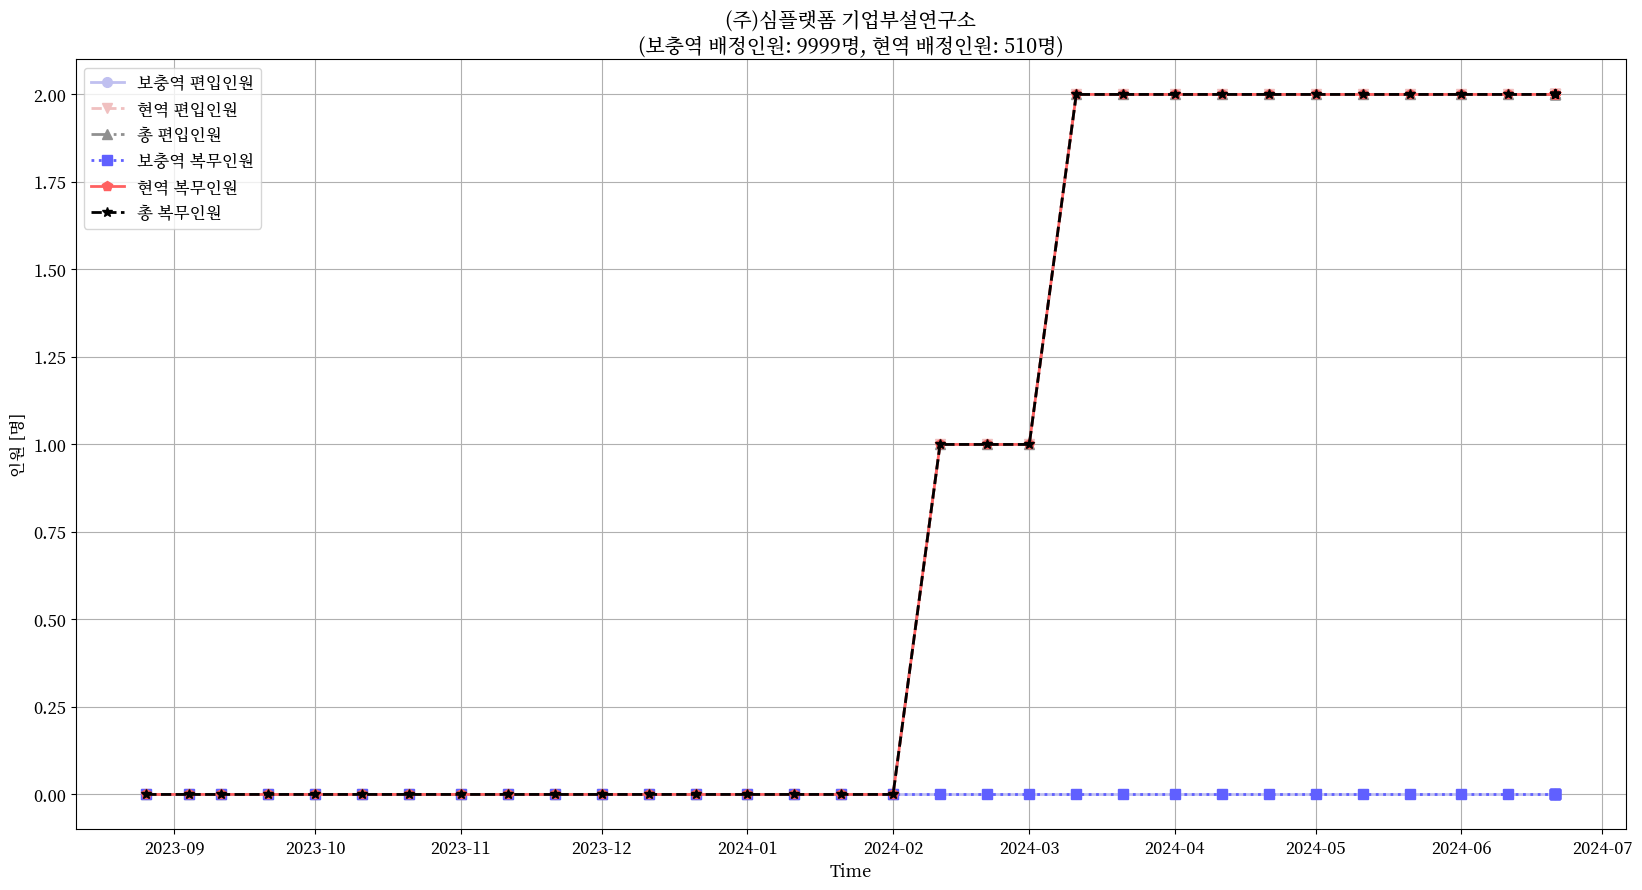 (주)심플랫폼 기업부설연구소
(보충역 배정인원: 9999명, 현역 배정인원: 510명)
보충역 편입인원
현역 편입인원
총 편입인원
보충역 복무인원
현역 복무인원
총 복무인원
2.00
1.75
1.50
1.25
1.00
0.75
0.50
0.25
0.00
인원 [명]
2023-09 2023-10 2023-11 2023-12 2024-01 2024-02 2024-03 2024-04 2024-05 2024-06 2024-07
Time